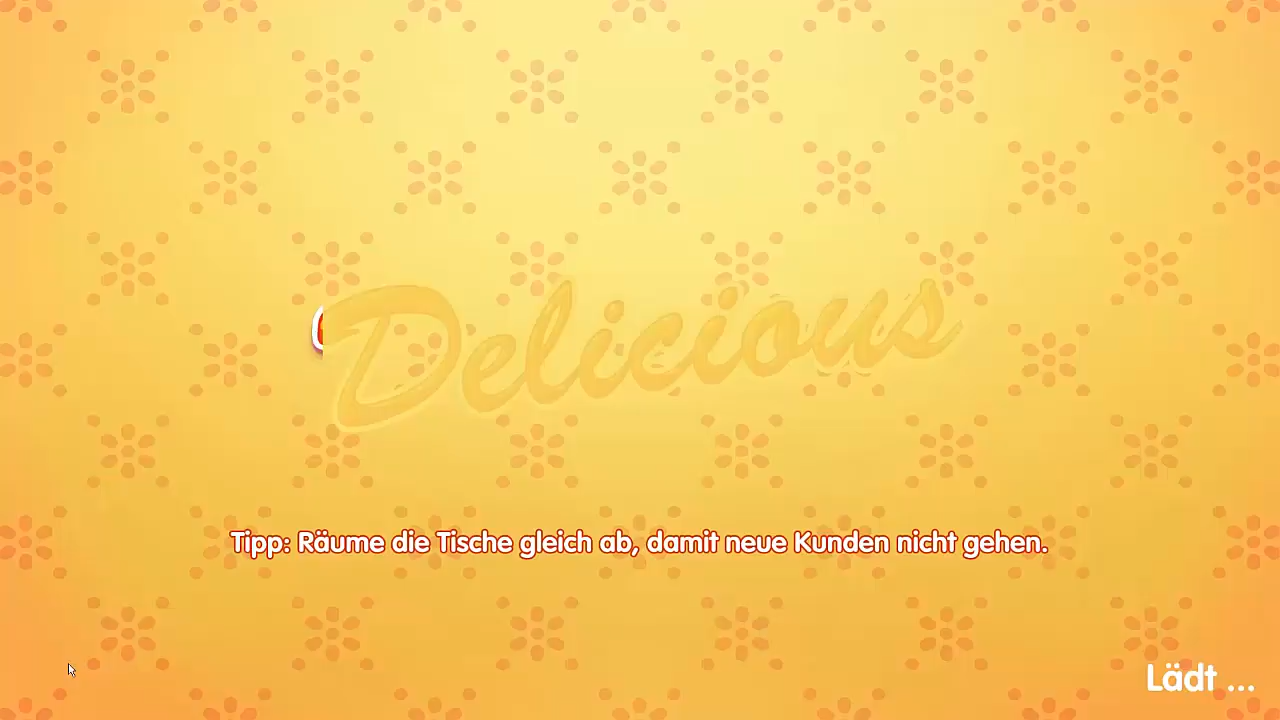 Delicious
Tipp: Räume die Tische gleich ab, damit neue Kunden nicht gehen.
Lädt ...